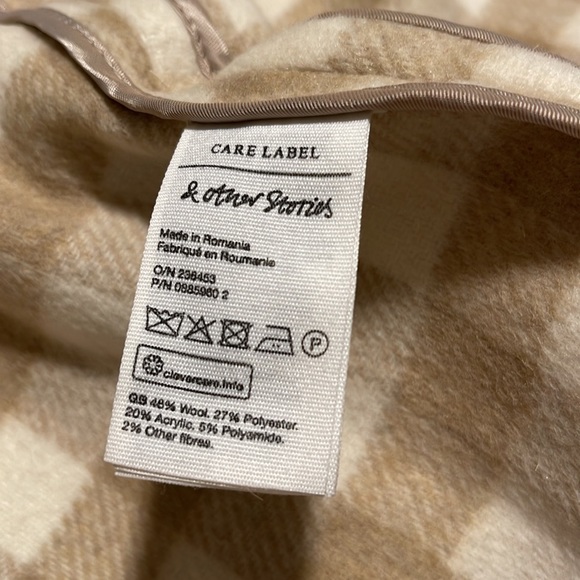 CARE LABEL
& other Stories
Made in Romania
Fabriqué en Roumanie
O/N 236453
P/N 0885980 2
P
clevercare.info
GB 46% Wool. 27% Polyester.
20% Acrylic. 5% Polyamide.
2% Other fibres.